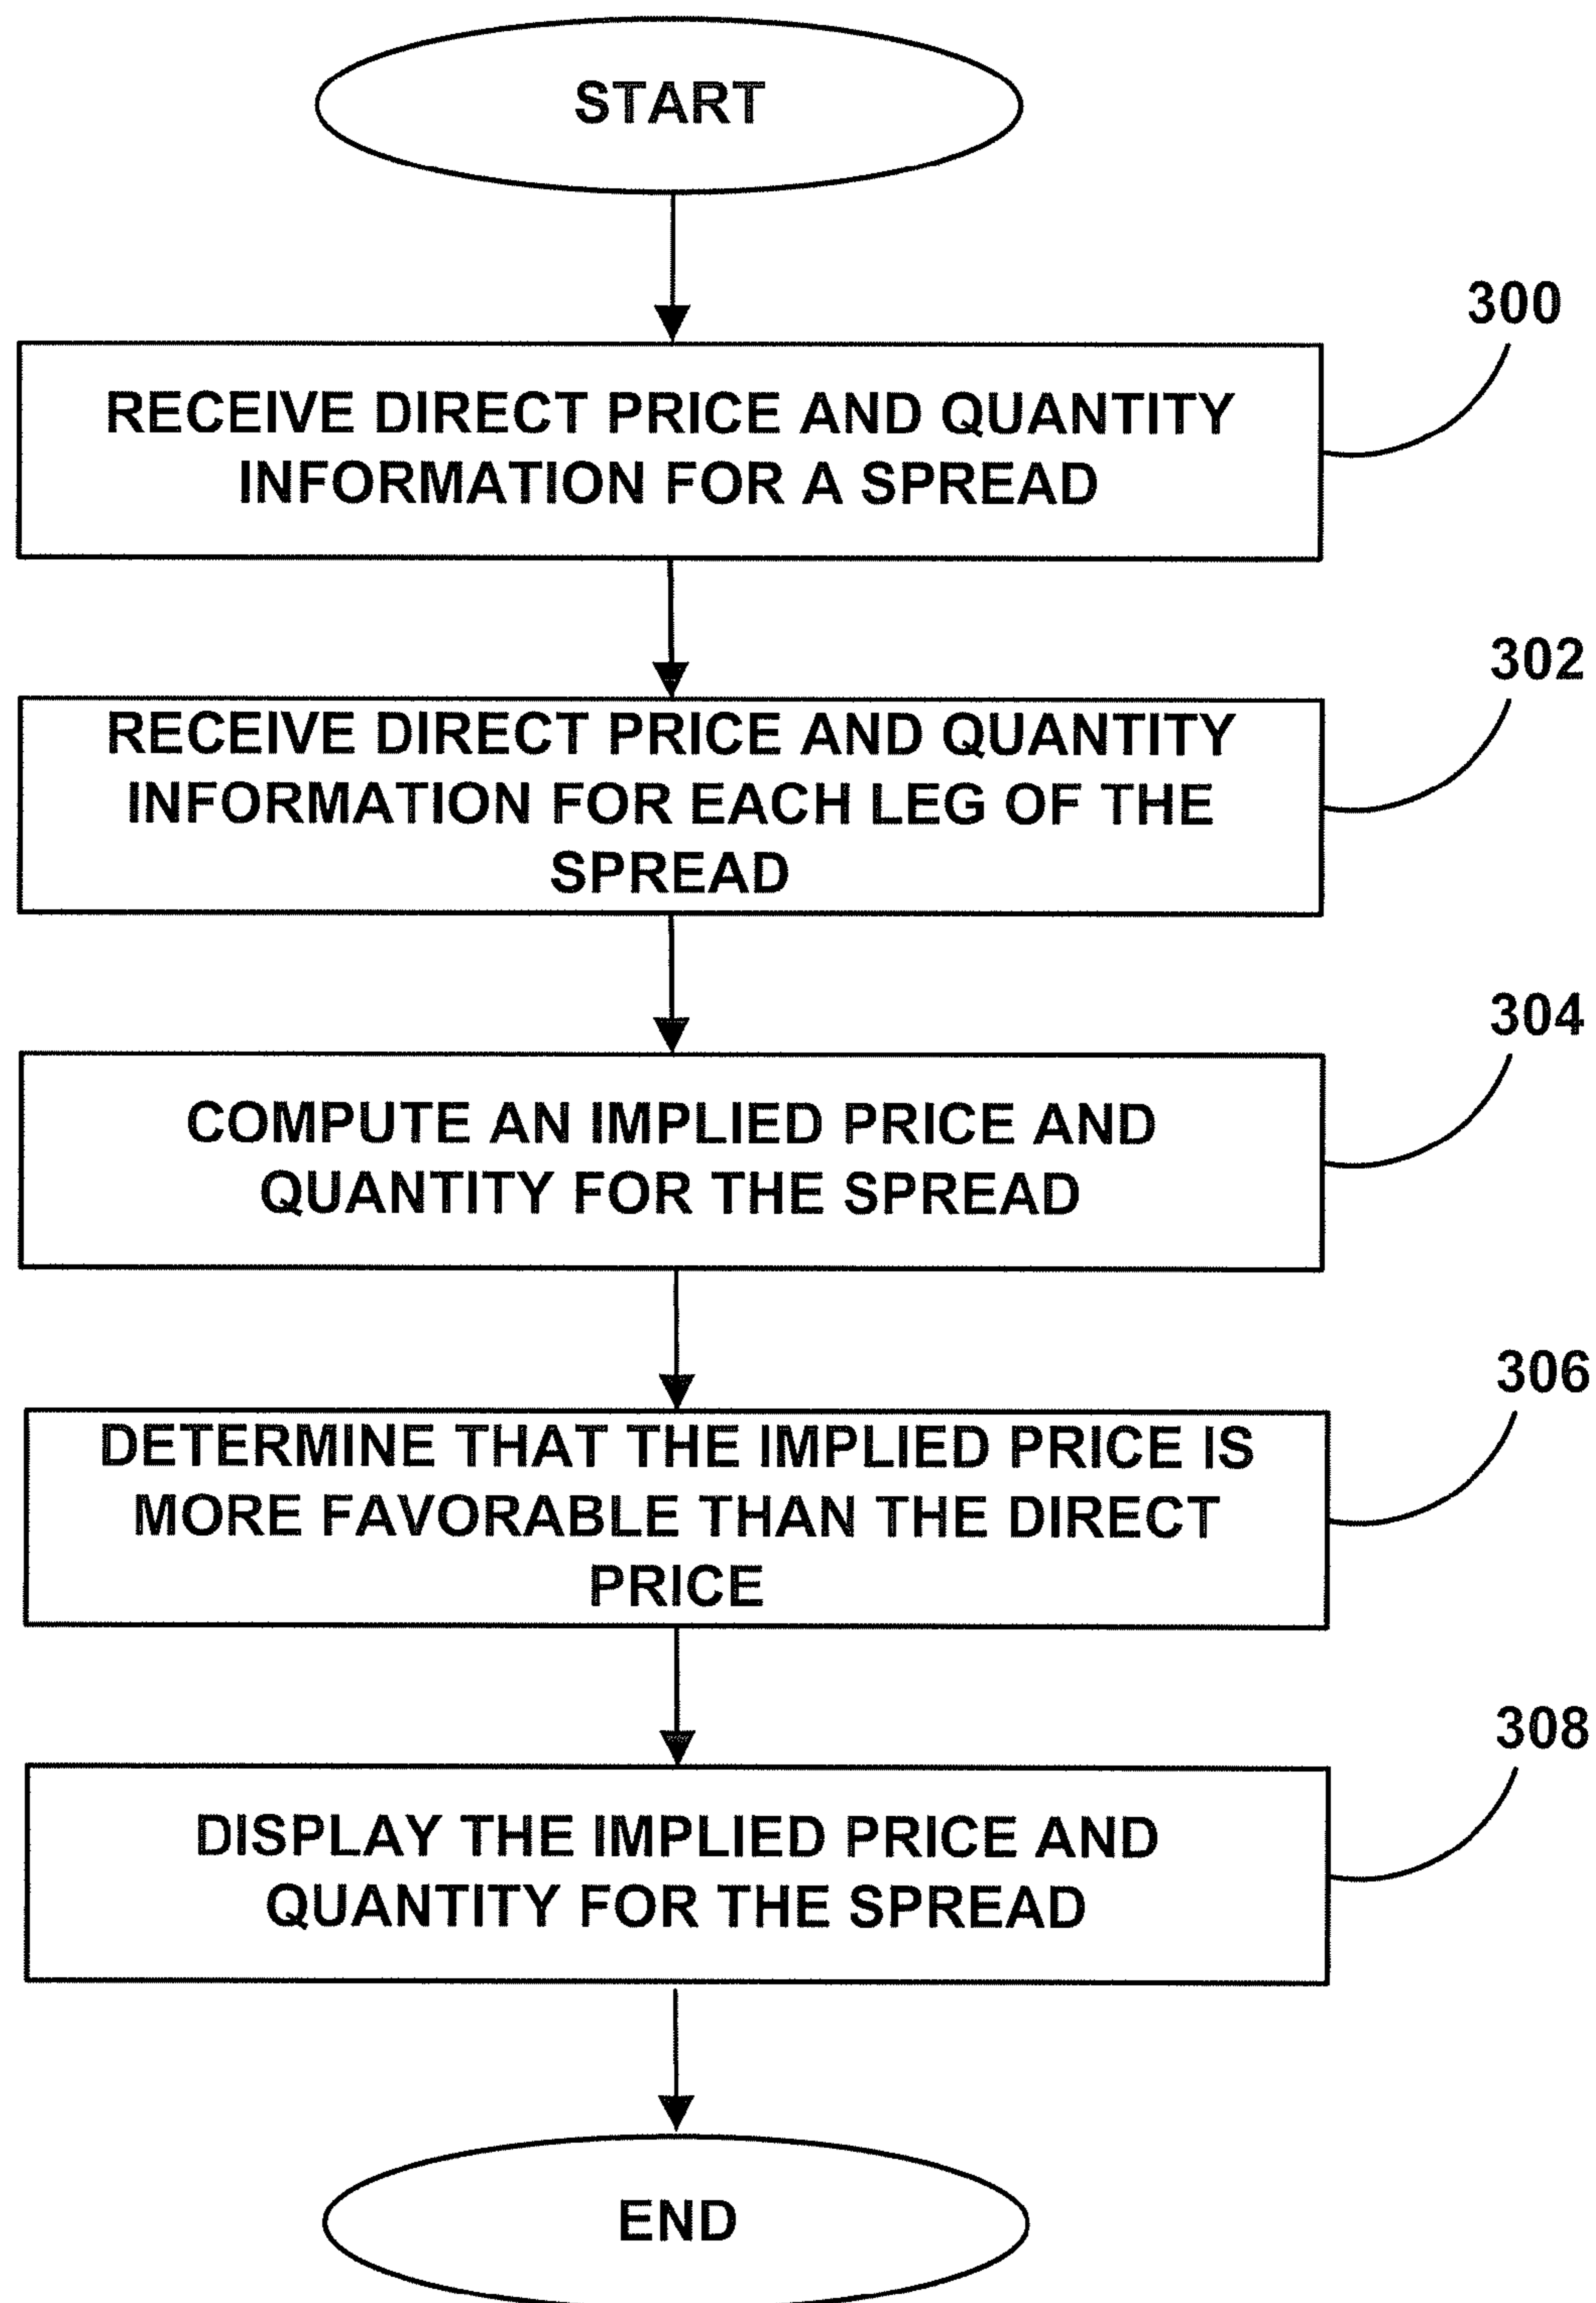 START
300
RECEIVE DIRECT PRICE AND QUANTITY
INFORMATION FOR A SPREAD
302
RECEIVE DIRECT PRICE AND QUANTITY
INFORMATION FOR EACH LEG OF THE
SPREAD
304
COMPUTE AN IMPLIED PRICE AND
QUANTITY FOR THE SPREAD
306
DETERMINE THAT THE IMPLIED PRICE IS
MORE FAVORABLE THAN THE DIRECT
PRICE
308
DISPLAY THE IMPLIED PRICE AND
QUANTITY FOR THE SPREAD
END